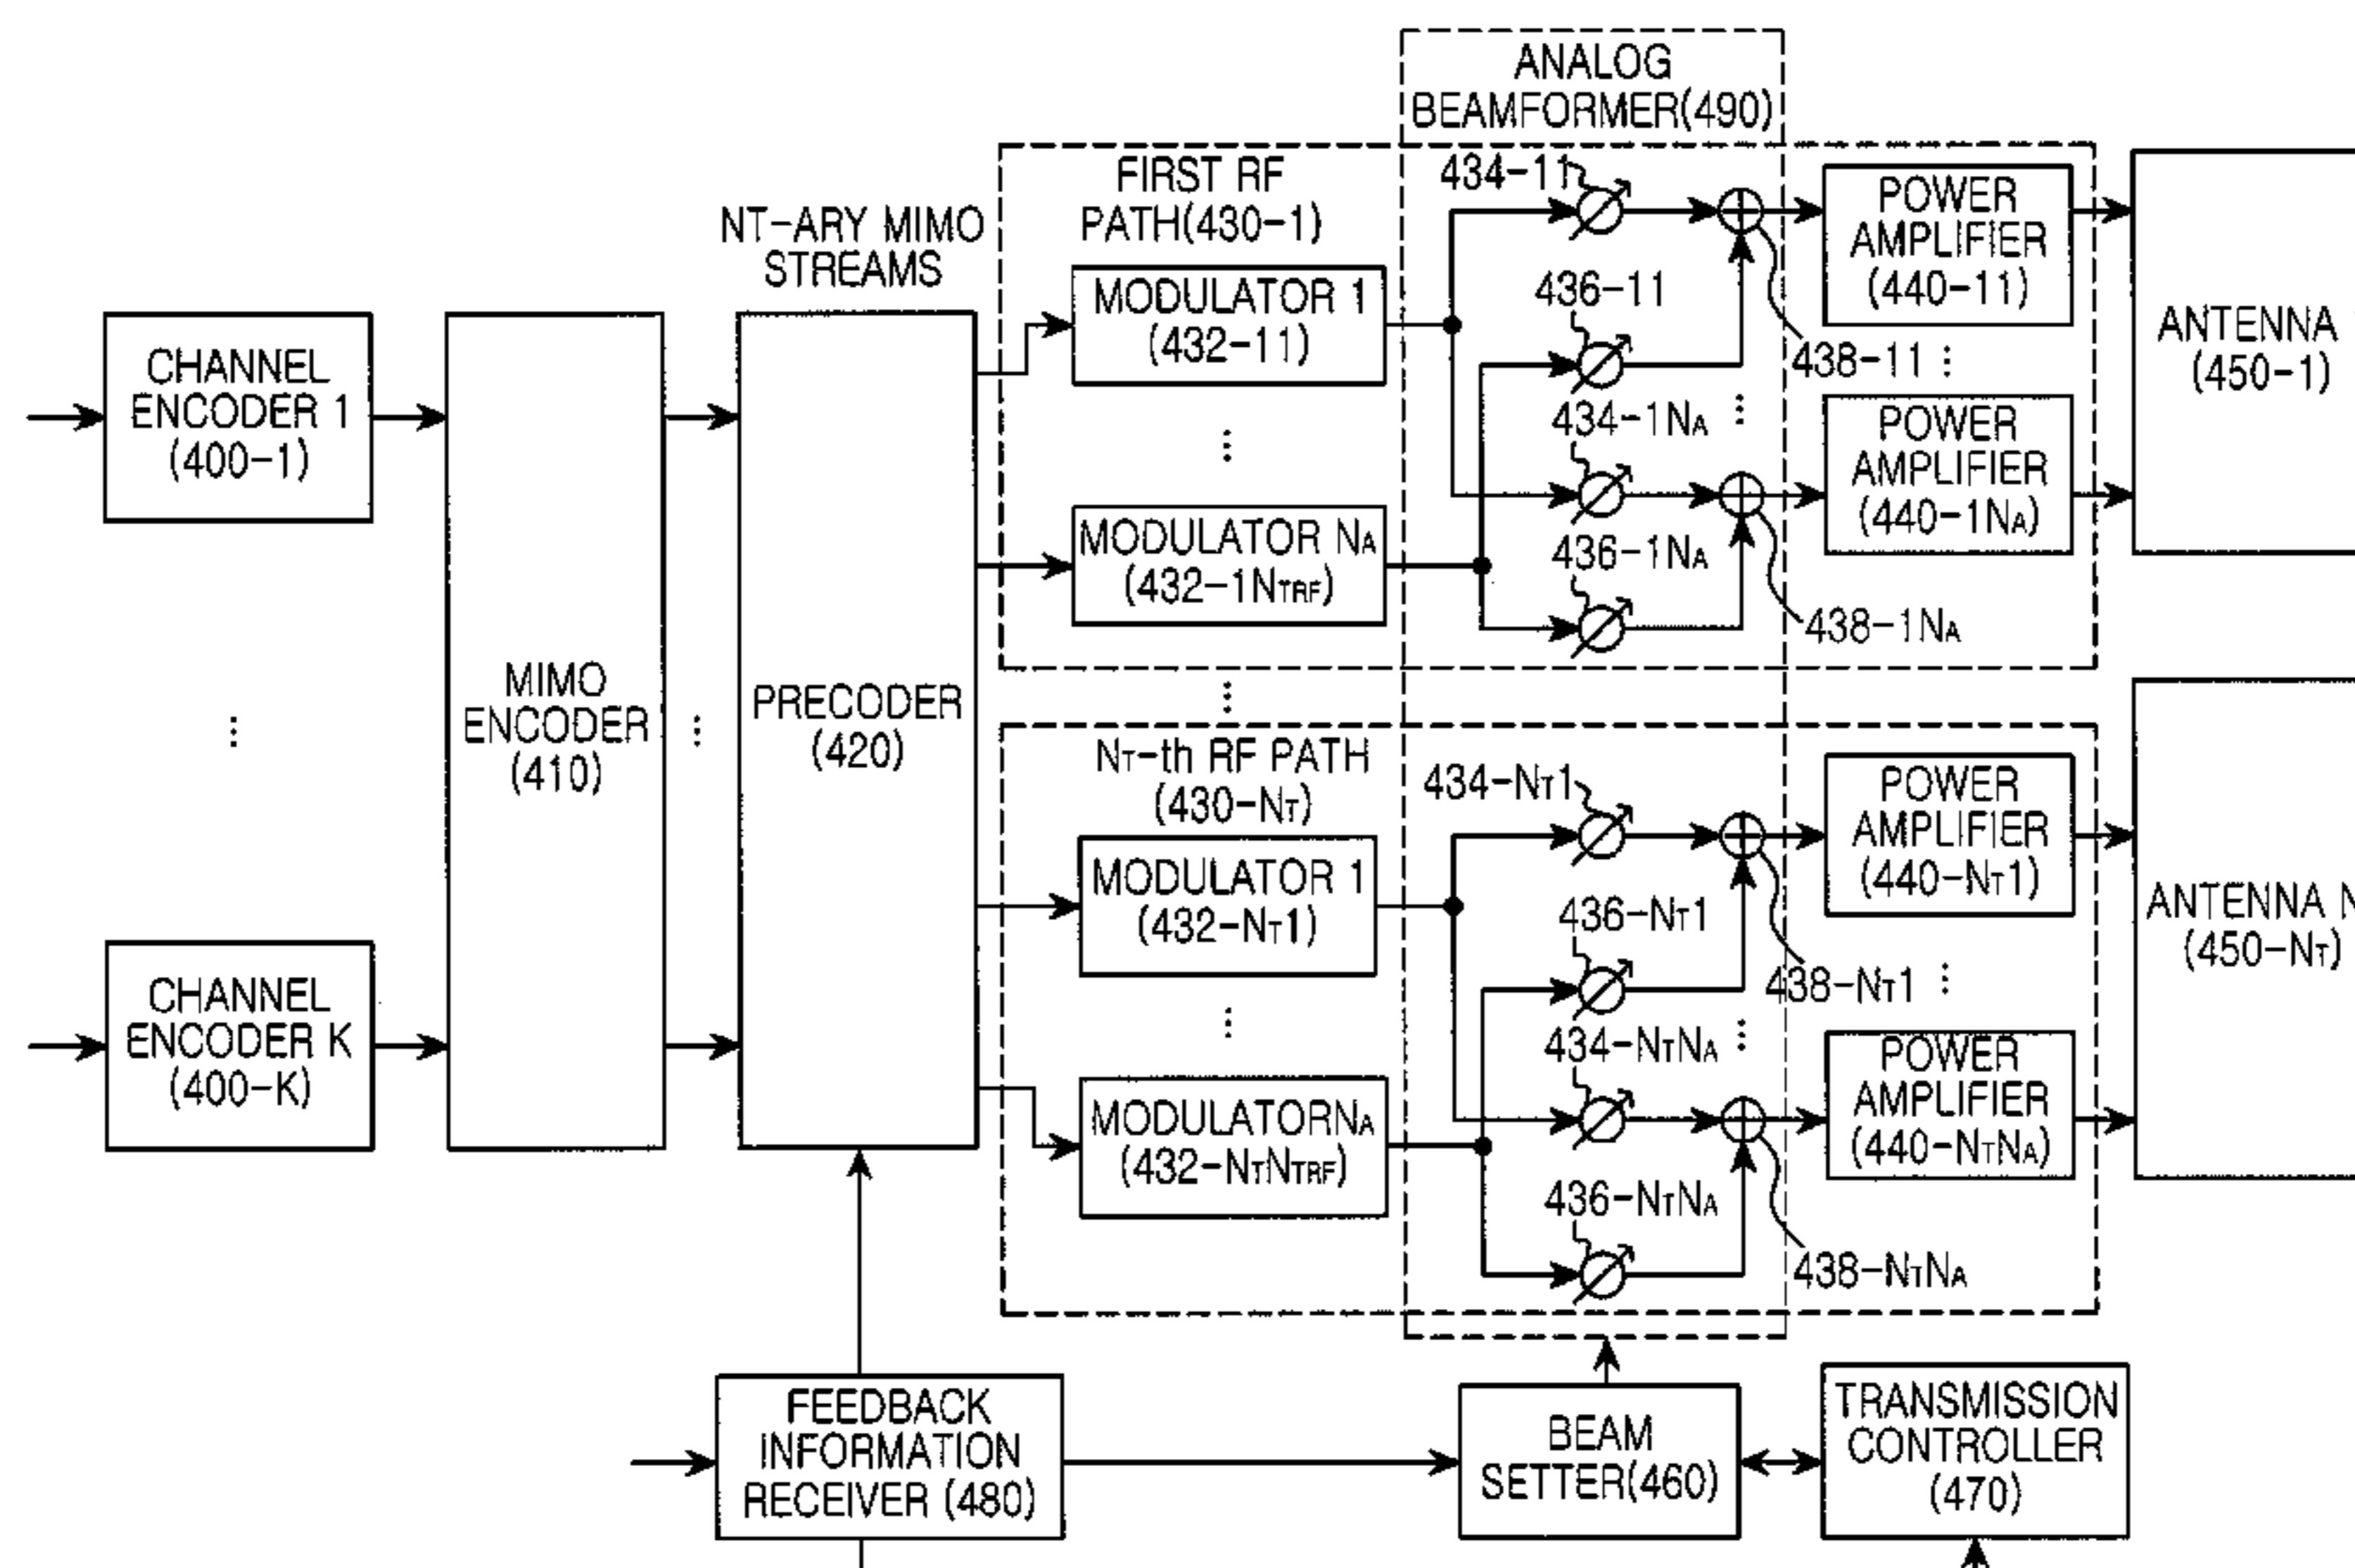 ANALOG
BEAMFORMER(490)
FIRST RF
PATH(430-1)
NT-ARY MIMO
STREAMS
CHANNEL
ENCODER 1
(400-1)
⋮
CHANNEL
ENCODER K
(400-K)
MIMO
ENCODER
(410)
⋮
PRECODER
(420)
MODULATOR 1
(432-11)
⋮
MODULATOR NA
(432-1NTRF)
434-11
436-11
434-1NA
⋮
436-1NA
438-11
⋮
438-1NA
POWER
AMPLIFIER
(440-11)
POWER
AMPLIFIER
(440-1NA)
ANTENNA
(450-1)
⋮
NT-th RF PATH
(430-NT)
MODULATOR 1
(432-NT1)
⋮
MODULATORNA
(432-NTNTRF)
434-NT1
436-NT1
434-NTNA
⋮
436-NTNA
438-NT1
⋮
438-NTNA
POWER
AMPLIFIER
(440-NT1)
POWER
AMPLIFIER
(440-NTNA)
ANTENNA N
(450-NT)
FEEDBACK
INFORMATION
RECEIVER (480)
BEAM
SETTER(460)
TRANSMISSION
CONTROLLER
(470)